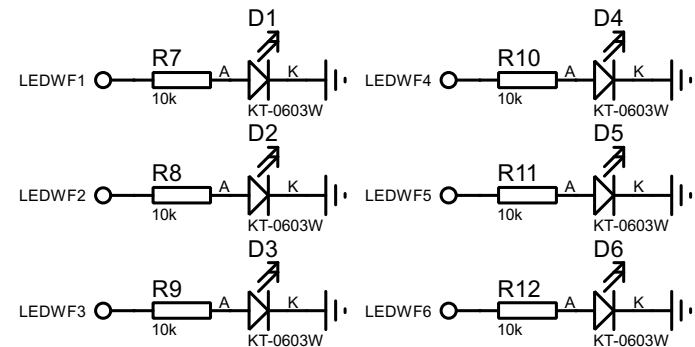 D1
R7
LEDWF1 A K
10k
KT-0603W
D4
R10
LEDWF4 A K
10k
KT-0603W
D2
R8
LEDWF2 A K
10k
KT-0603W
D5
R11
LEDWF5 A K
10k
KT-0603W
D3
R9
LEDWF3 A K
10k
KT-0603W
D6
R12
LEDWF6 A K
10k
KT-0603W